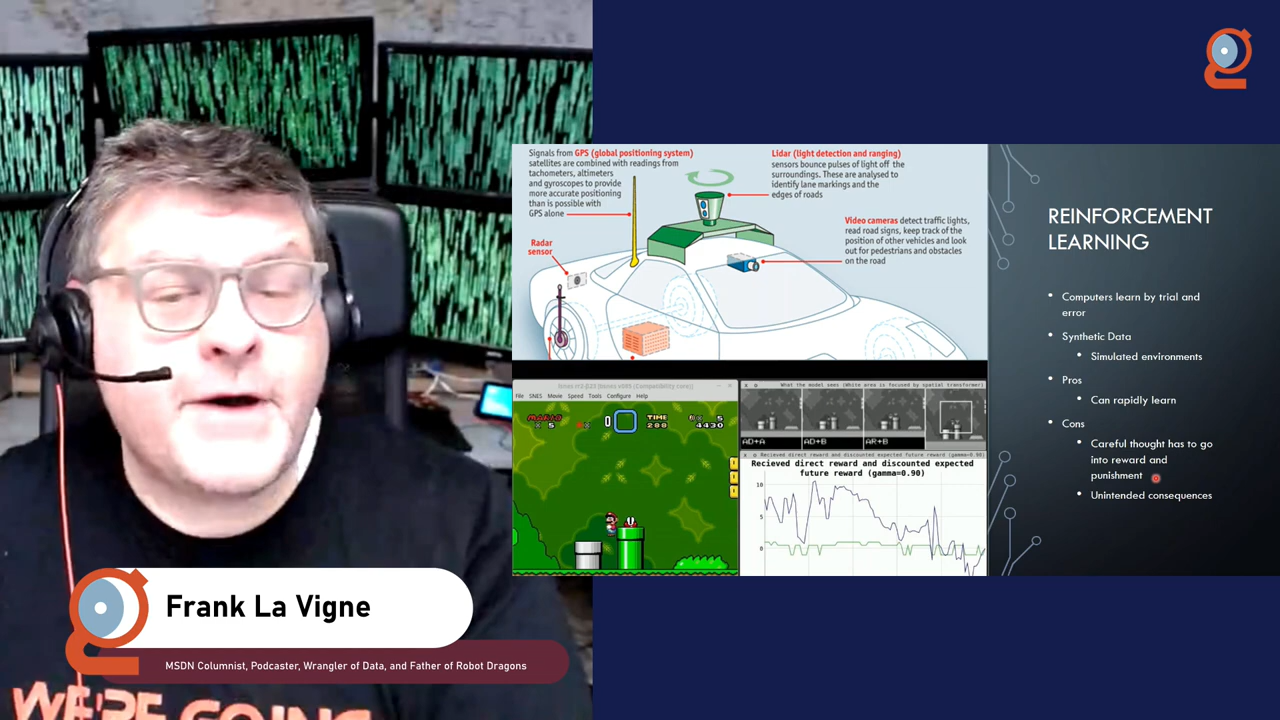 Signals from GPS (global positioning system)
satellites are combined with readings from
tachometers, altimeters
and gyroscopes to provide
more accurate positioning
than is possible with
GPS alone
Lidar (light detection and ranging)
sensors bounce pulses of light off the
surroundings. These are analysed to
identify lane markings and the
edges of roads
Video cameras detect traffic lights,
read road signs, keep track of the
position of other vehicles and look
out for pedestrians and obstacles
on the road
Radar
sensor
REINFORCEMENT
LEARNING
• Computers learn by trial and
error
• Synthetic Data
• Simulated environments
• Pros
• Can rapidly learn
• Cons
• Careful thought has to go
into reward and
punishment
• Unintended consequences
File SNES Movie Speed Tools Configure Help
MARIO
TIME
x 5
0
288
4430
What the model sees (White area is focused by spatial transformer)
AD+A
AD+B
AR+B
Recieved direct reward and discounted expected future reward (gamma=0.90)
Recieved direct reward and discounted expected
future reward (gamma=0.90)
10
5
0
Frank La Vigne
MSDN Columnist, Podcaster, Wrangler of Data, and Father of Robot Dragons
WE'RE GOING